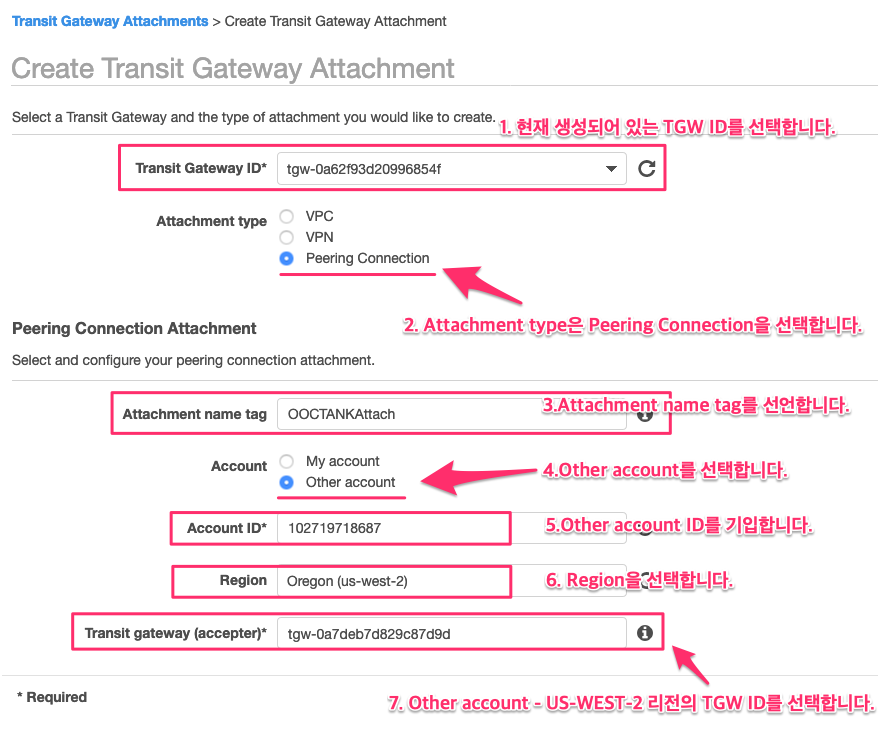 Transit Gateway Attachments > Create Transit Gateway Attachment
Create Transit Gateway Attachment
Select a Transit Gateway and the type of attachment you would like to create.
1. 현재 생성되어 있는 TGW ID를 선택합니다.
Transit Gateway ID* tgw-0a62f93d20996854f
Attachment type VPC
VPN
Peering Connection
2. Attachment type은 Peering Connection을 선택합니다.
Peering Connection Attachment
Select and configure your peering connection attachment.
Attachment name tag OOCTANKAttach 3.Attachment name tag를 선언합니다.
Account My account
Other account 4.Other account를 선택합니다.
Account ID* 102719718687 5.Other account ID를 기입합니다.
Region Oregon (us-west-2) 6. Region을 선택합니다.
Transit gateway (accepter)* tgw-0a7deb7d829c87d9d
* Required
7. Other account - US-WEST-2 리전의 TGW ID를 선택합니다.